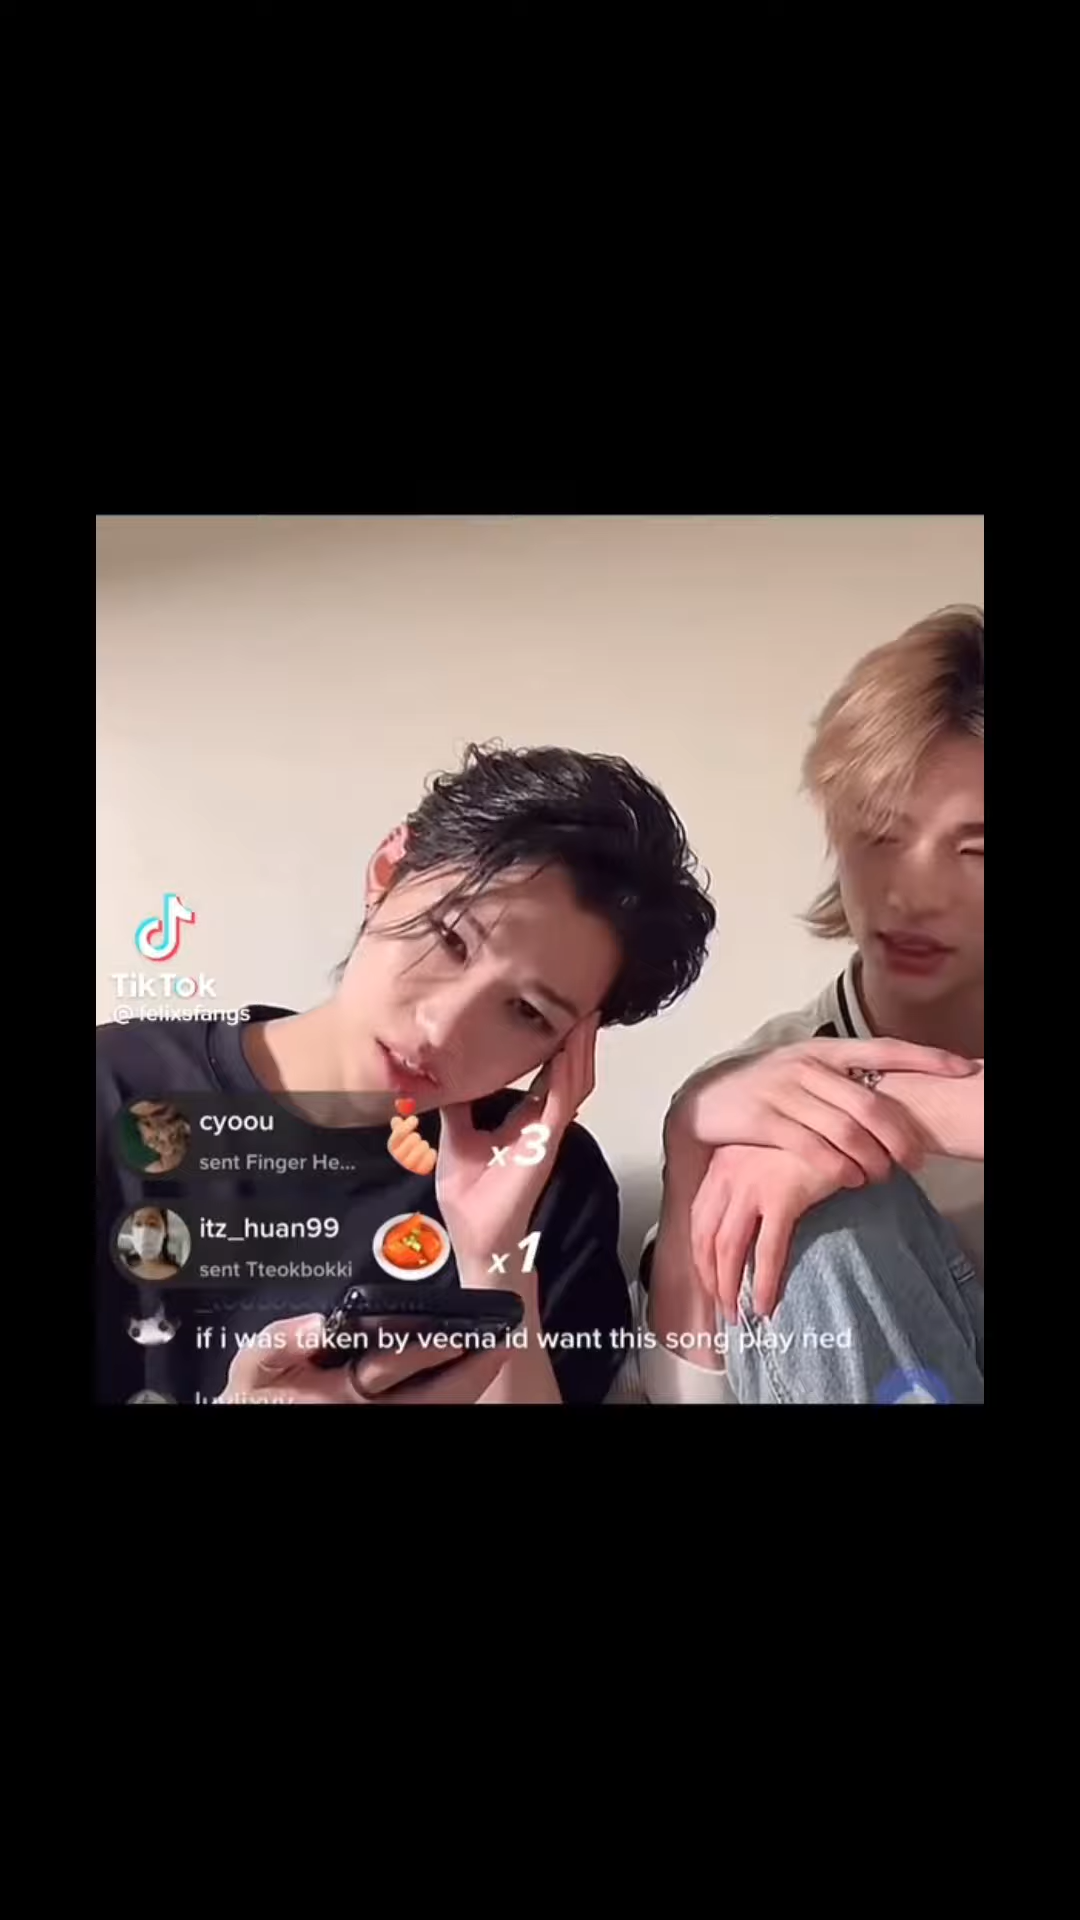 TikTok
@felixsfangs
cyoou
sent Finger He...
x3
itz_huan99
sent Tteokbokki
x1
if i was taken by vecna id want this song play ned
luvlixvv